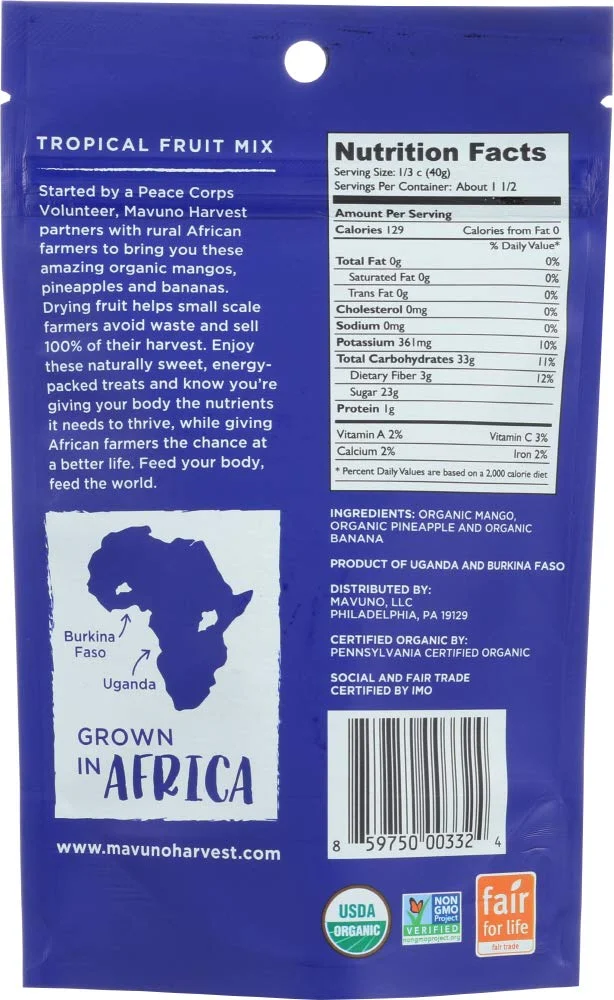 TROPICAL FRUIT MIX
Started by a Peace Corps
Volunteer, Mavuno Harvest
partners with rural African
farmers to bring you these
amazing organic mangos,
pineapples and bananas.
Drying fruit helps small scale
farmers avoid waste and sell
100% of their harvest. Enjoy
these naturally sweet, energy-
packed treats and know you're
giving your body the nutrients
it needs to thrive, while giving
African farmers the chance at
a better life. Feed your body,
feed the world.
Burkina
Faso
Uganda
GROWN
IN AFRICA
www.mavunoharvest.com
Nutrition Facts
Serving Size: 1/3 c (40g)
Servings Per Container: About 1 1/2
Amount Per Serving
Calories 129 Calories from Fat 0
% Daily Value*
Total Fat 0g 0%
Saturated Fat 0g 0%
Trans Fat 0g 0%
Cholesterol 0mg 0%
Sodium 0mg 0%
Potassium 361mg 10%
Total Carbohydrates 33g 11%
Dietary Fiber 3g 12%
Sugar 23g
Protein 1g
Vitamin A 2% Vitamin C 3%
Calcium 2% Iron 2%
* Percent Daily Values are based on a 2,000 calorie diet
INGREDIENTS: ORGANIC MANGO,
ORGANIC PINEAPPLE AND ORGANIC
BANANA
PRODUCT OF UGANDA AND BURKINA FASO
DISTRIBUTED BY:
MAVUNO, LLC
PHILADELPHIA, PA 19129
CERTIFIED ORGANIC BY:
PENNSYLVANIA CERTIFIED ORGANIC
SOCIAL AND FAIR TRADE
CERTIFIED BY IMO
8 59750 00332 4
USDA
ORGANIC
NON
GMO
Project
VERIFIED
nongmoproject.org
fair
for life
fair trade